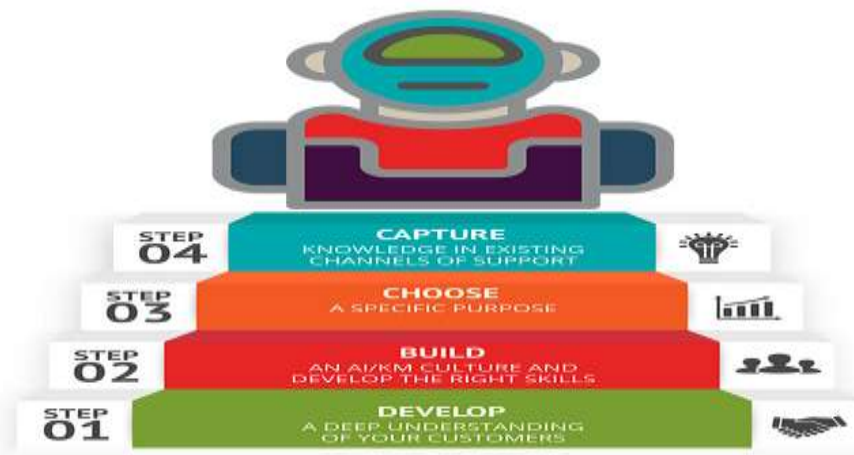 STEP
04
CAPTURE
KNOWLEDGE IN EXISTING
CHANNELS OF SUPPORT
STEP
03
CHOOSE
A SPECIFIC PURPOSE
STEP
02
BUILD
AN AI/KM CULTURE AND
DEVELOP THE RIGHT SKILLS
STEP
01
DEVELOP
A DEEP UNDERSTANDING
OF YOUR CUSTOMERS